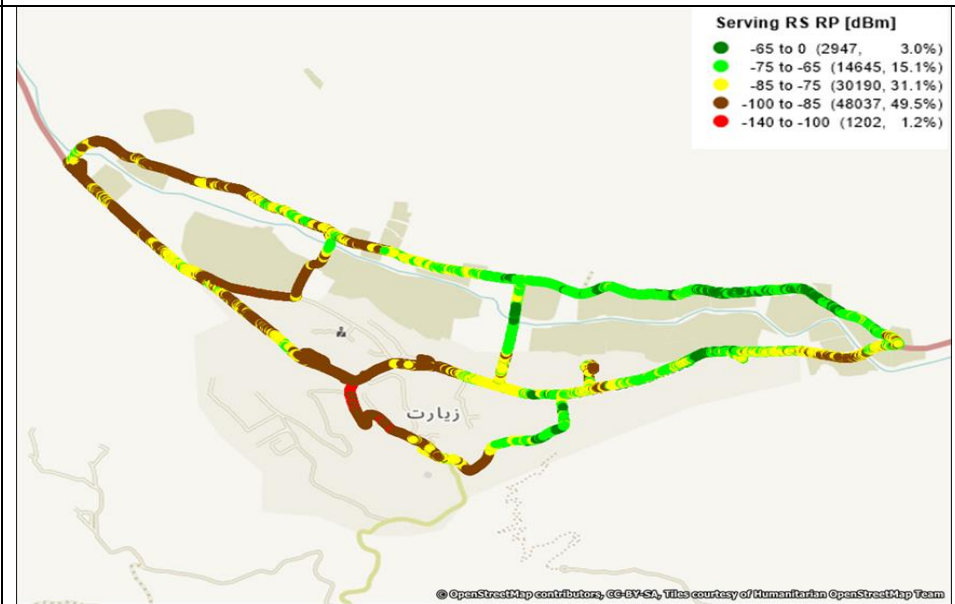 Serving RS RP [dBm]
-65 to 0 (2947, 3.0%)
-75 to -65 (14645, 15.1%)
-85 to -75 (30190, 31.1%)
-100 to -85 (48037, 49.5%)
-140 to -100 (1202, 1.2%)
زیارت
© OpenStreetMap contributors, CC-BY-SA, Tiles courtesy of Humanitarian OpenStreetMap Team